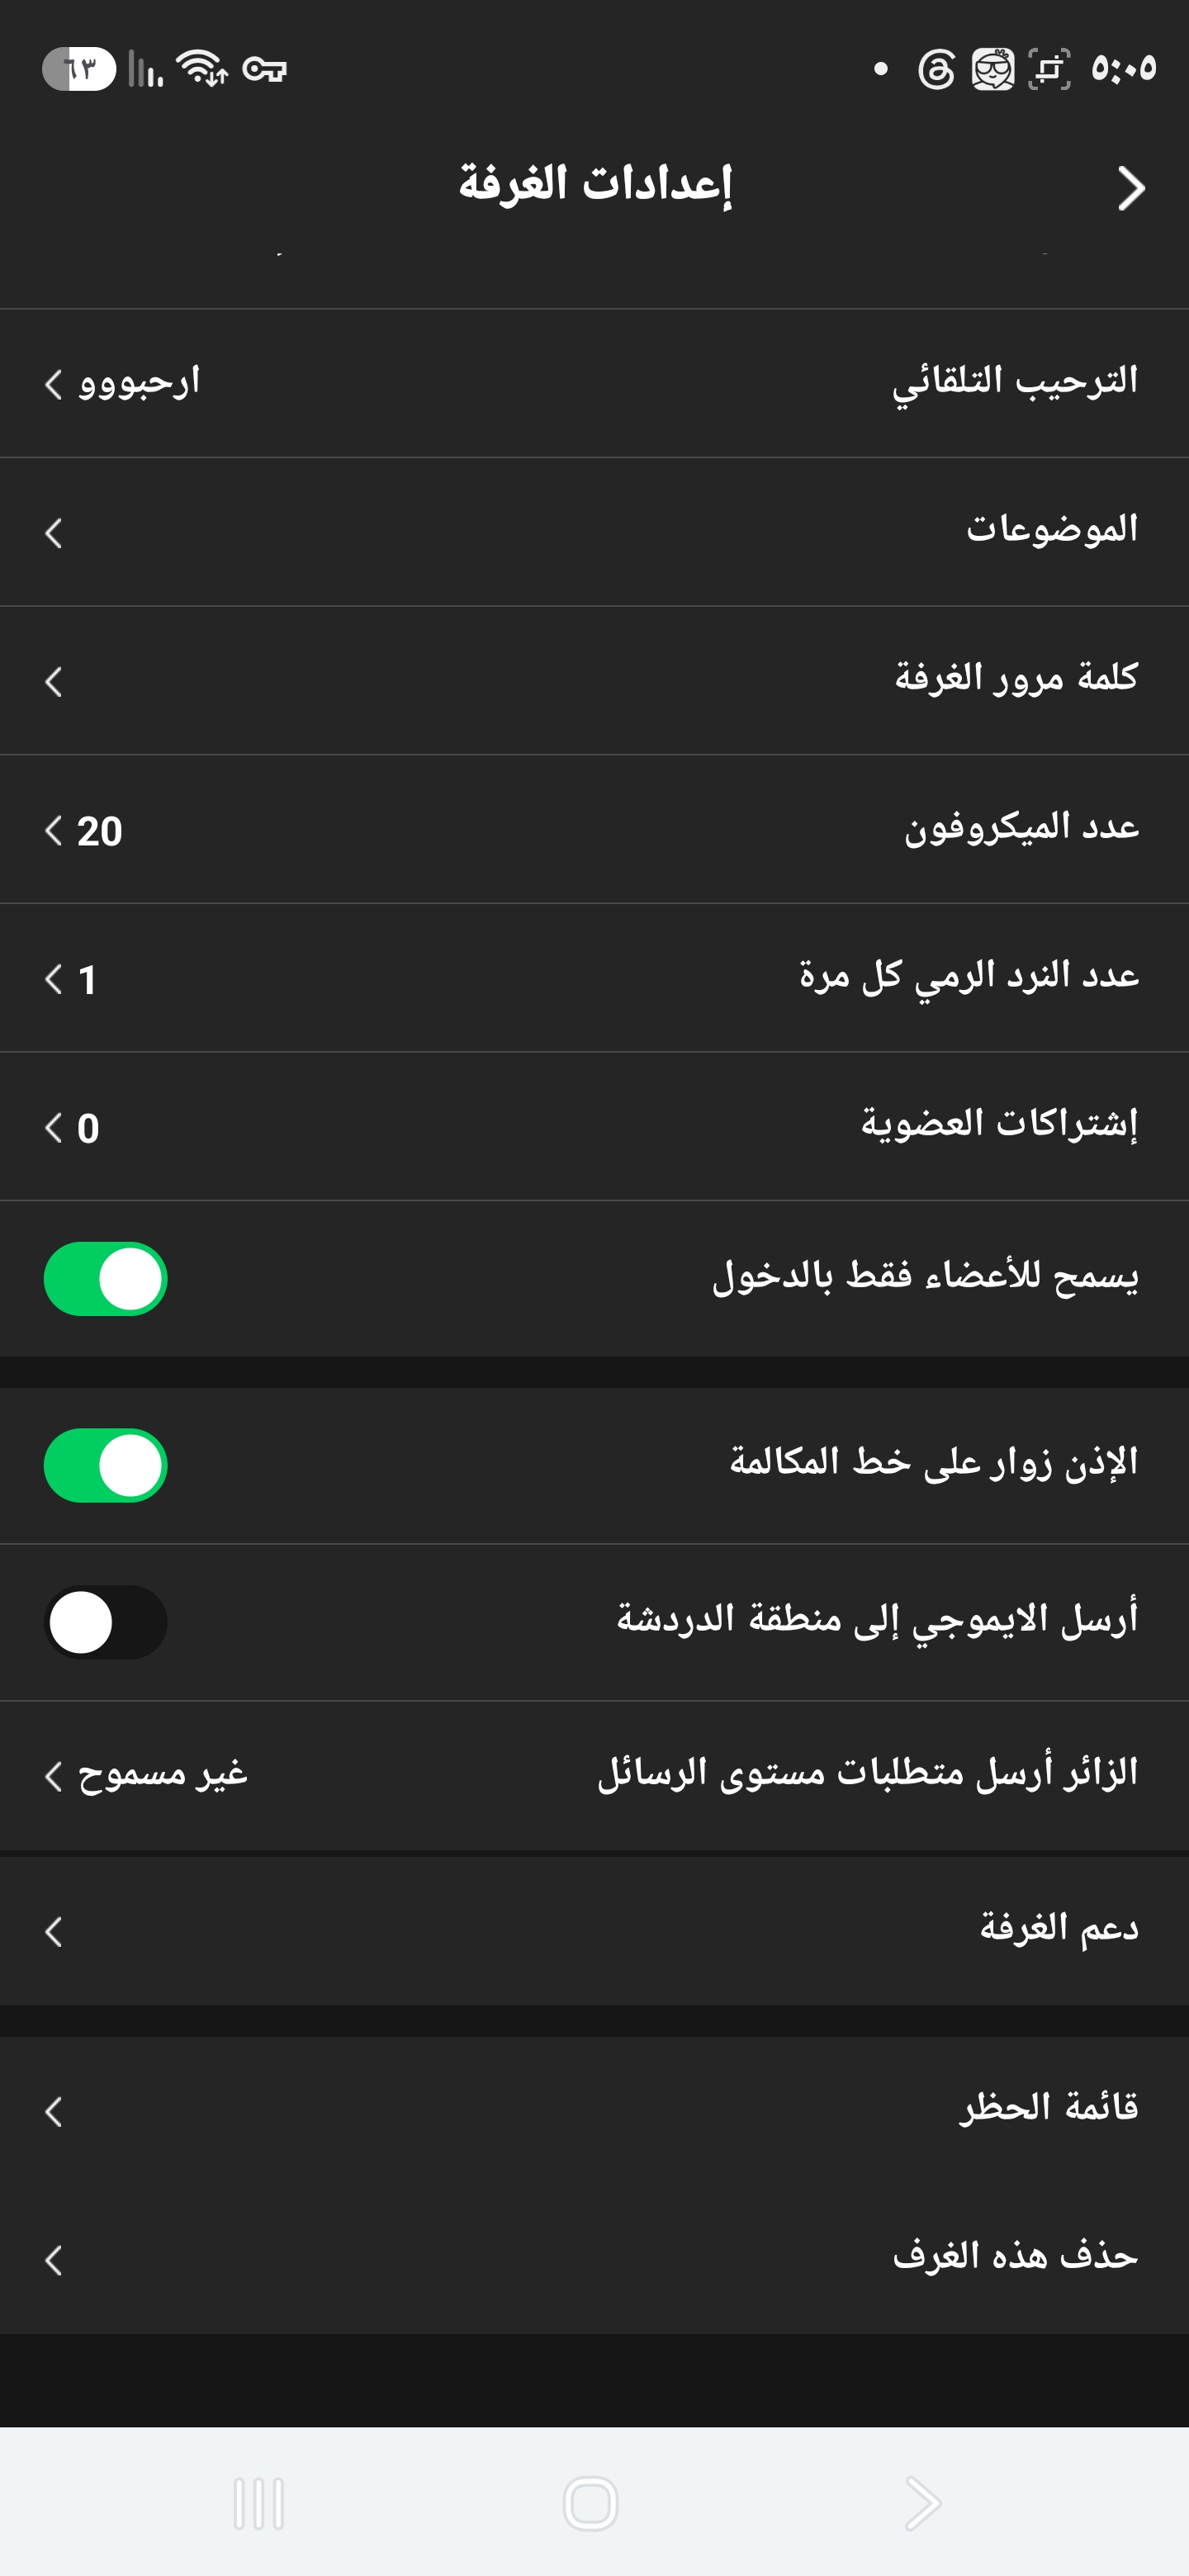 ٥:٠٥
٦٣
إعدادات الغرفة
الترحيب التلقائي ارحبووو
الموضوعات
كلمة مرور الغرفة
عدد الميكروفون 20
عدد النرد الرمي كل مرة 1
إشتراكات العضوية 0
يسمح للأعضاء فقط بالدخول
الإذن زوار على خط المكالمة
أرسل الايموجي إلى منطقة الدردشة
الزائر أرسل متطلبات مستوى الرسائل غير مسموح
دعم الغرفة
قائمة الحظر
حذف هذه الغرف